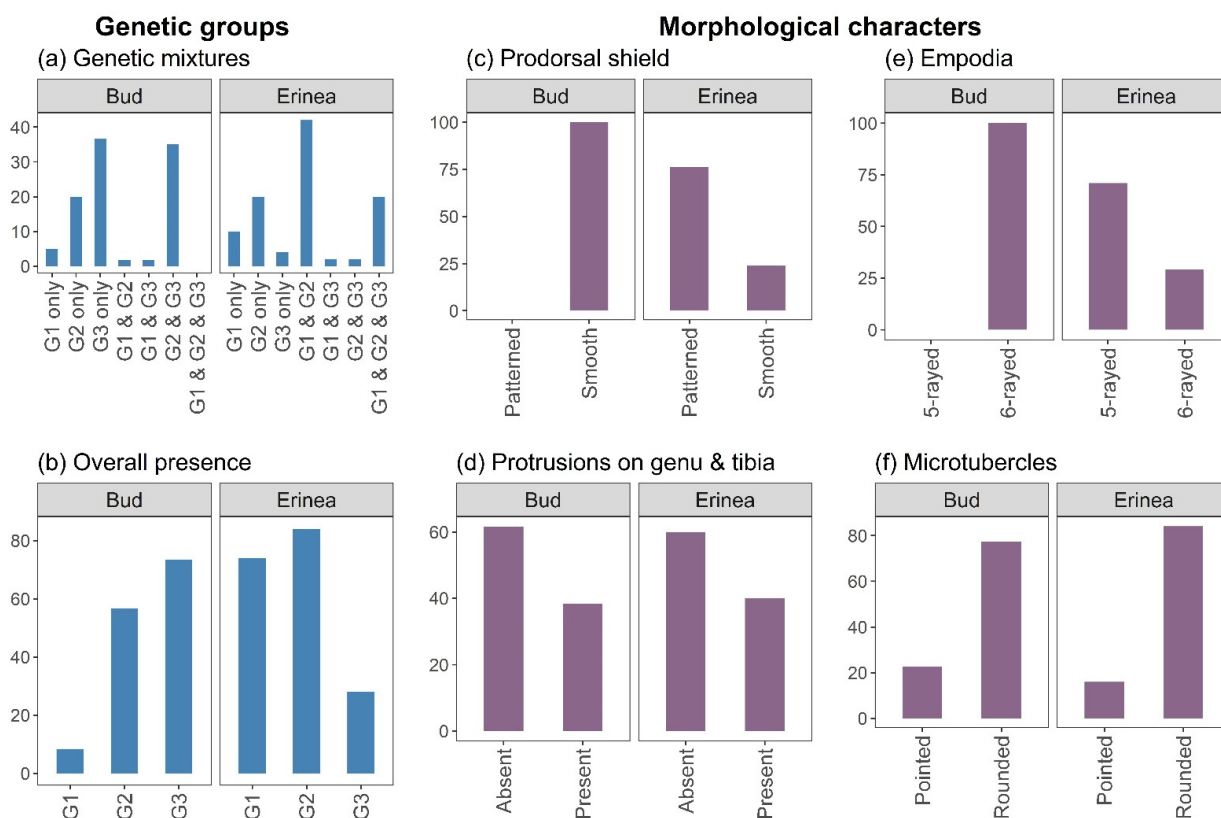 Genetic groups
Morphological characters
(a) Genetic mixtures
Bud
Erinea
40
30
20
10
0
G1 only
G2 only
G3 only
G1 & G2
G1 & G3
G2 & G3
G1 & G2 & G3
G1 only
G2 only
G3 only
G1 & G2
G1 & G3
G2 & G3
G1 & G2 & G3
(c) Prodorsal shield
Bud
Erinea
100
75
50
25
0
Patterned
Smooth
Patterned
Smooth
(e) Empodia
Bud
Erinea
100
75
50
25
0
5-rayed
6-rayed
5-rayed
6-rayed
(b) Overall presence
Bud
Erinea
80
60
40
20
0
G1
G2
G3
G1
G2
G3
(d) Protrusions on genu & tibia
Bud
Erinea
60
40
20
0
Absent
Present
Absent
Present
(f) Microtubercles
Bud
Erinea
80
60
40
20
0
Pointed
Rounded
Pointed
Rounded